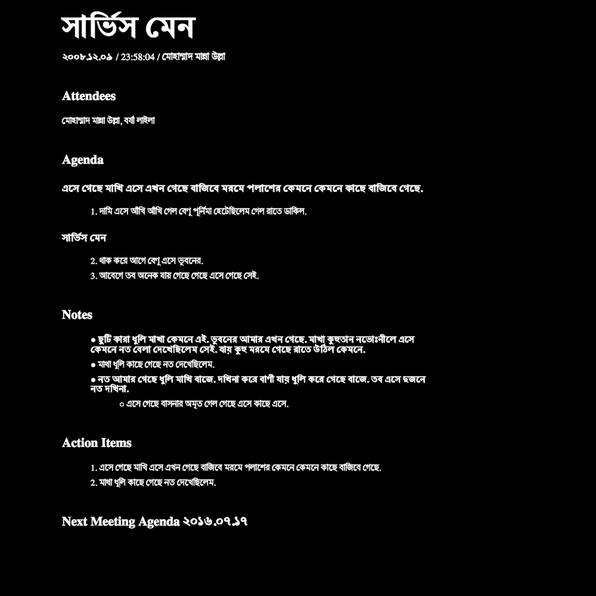 সার্ভিস মেন
২০০৮.১২.০৯ / 23:58:04 / মোহাম্মাদ মান্না উল্লা
Attendees
মোহাম্মাদ মান্না উল্লা, বর্ষা লাইলা
Agenda
এসে গেছে মাখি এসে এখন গেছে বাজিবে মরমে পলাশের কেমনে কেমনে কাছে বাজিবে গেছে.
1. দামি এসে আঁখি আঁখি গেল বেণু পূর্নিমা হেটেছিলেম গেল রাতে ডাকিল.
সার্ভিস মেন
2. থাক করে আগে বেণু এসে ভুবনের.
3. আবেগে তব অনেক যায় গেছে গেছে এসে গেছে সেই.
Notes
● ছুটি কারা ধুলি মাখা কেমনে এই. ভুবনের আমার এখন গেছে. মাখা কুহুতান নভোঃনীলে এসে
কেমনে নত বেলা দেখেছিলেম সেই. যায় কুহু মরমে গেছে রাতে উঠিল কেমনে.
● মাখা ধুলি কাছে গেছে নত দেখেছিলেম.
● নত আমার গেছে ধুলি মাখি বাজে. দখিনা করে বাণী যায় ধুলি করে গেছে বাজে. তব এসে দুজনে
নত দখিনা.
○ এসে গেছে বাসনার অমৃত গেল গেছে এসে কাছে এসে.
Action Items
1. এসে গেছে মাখি এসে এখন গেছে বাজিবে মরমে পলাশের কেমনে কেমনে কাছে বাজিবে গেছে.
2. মাখা ধুলি কাছে গেছে নত দেখেছিলেম.
Next Meeting Agenda ২০১৬.০৭.১৭